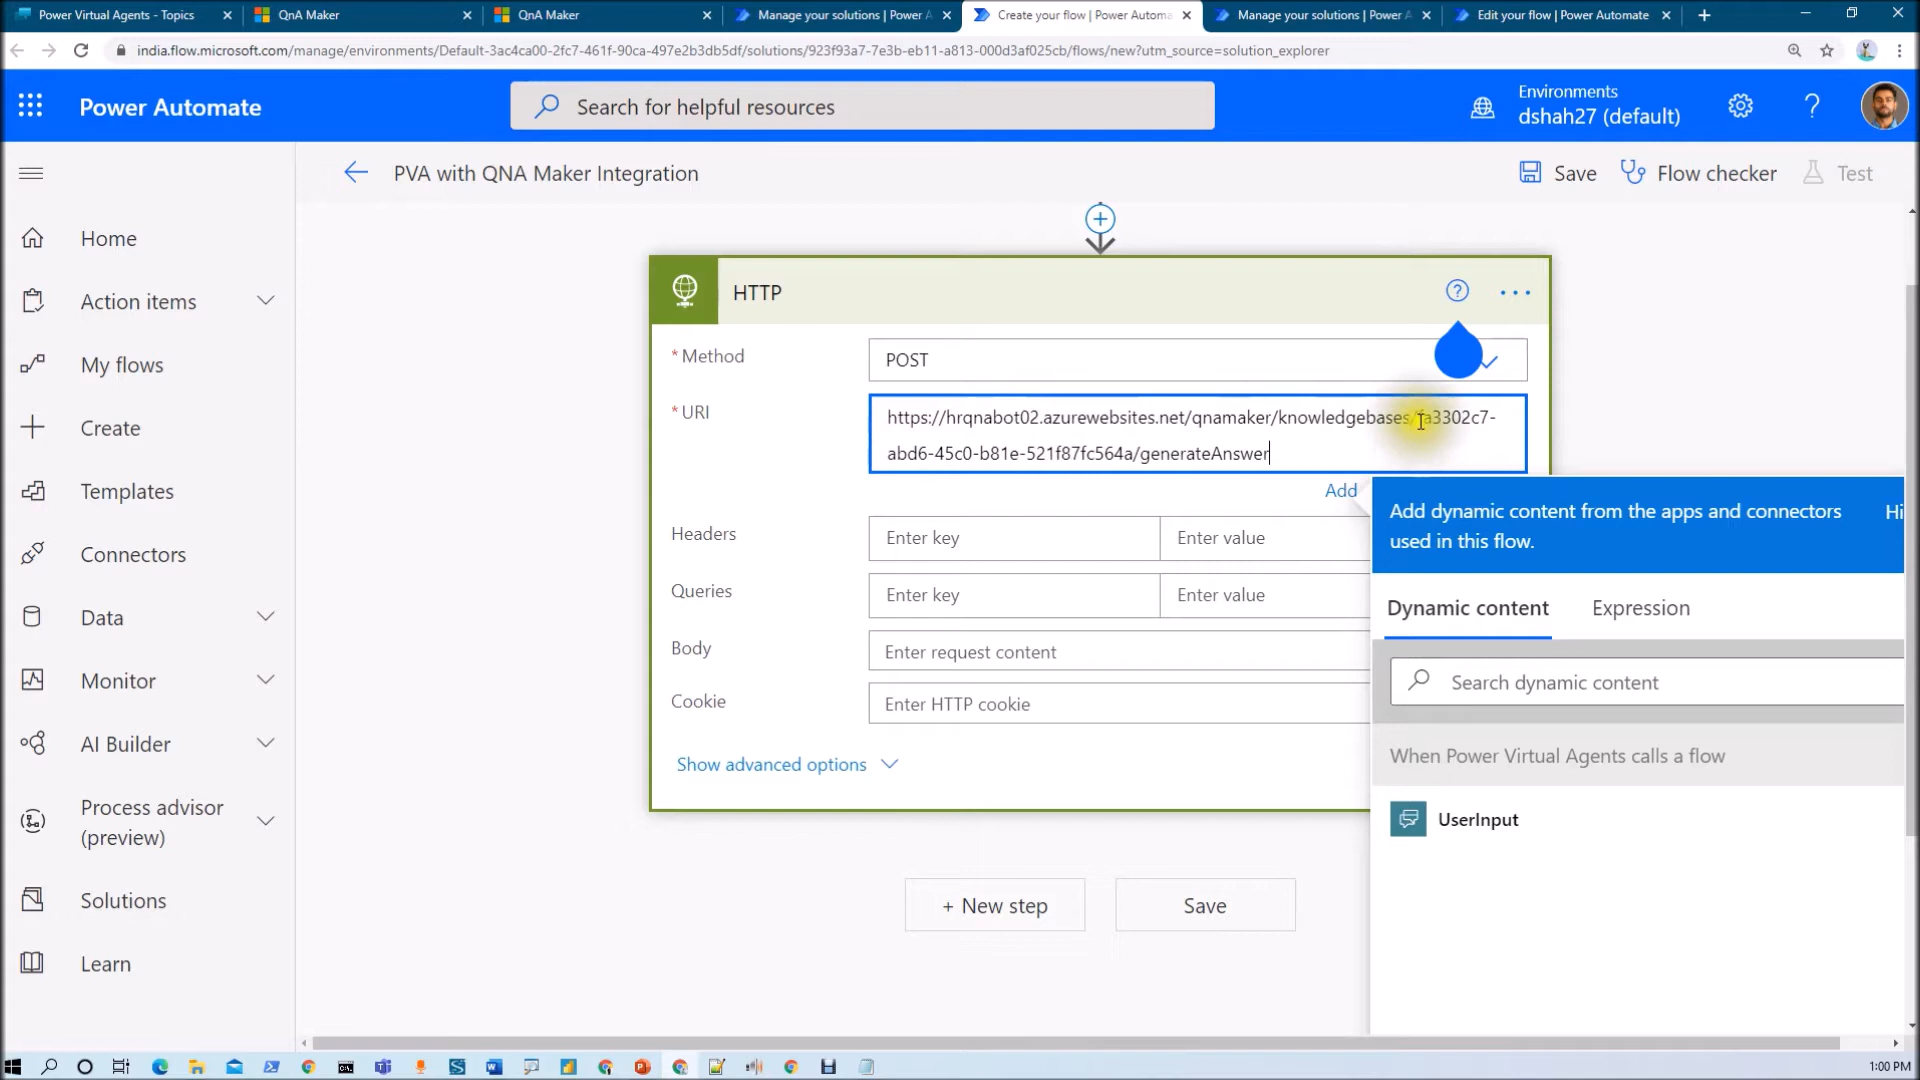 Power Virtual Agents - Topics
QnA Maker
QnA Maker
Manage your solutions | Power A
Create your flow | Power Automa
Manage your solutions | Power A
Edit your flow | Power Automate
india.flow.microsoft.com/manage/environments/Default-3ac4ca00-2fc7-461f-90ca-497e2b3db5df/solutions/923f93a7-7e3b-eb11-a813-000d3af025cb/flows/new?utm_source=solution_explorer
Power Automate
Search for helpful resources
Environments
dshah27 (default)
PVA with QNA Maker Integration
Save
Flow checker
Test
Home
Action items
My flows
Create
Templates
Connectors
Data
Monitor
AI Builder
Process advisor
(preview)
Solutions
Learn
HTTP
* Method
POST
* URI
https://hrqnabot02.azurewebsites.net/qnamaker/knowledgebases/fa3302c7-
abd6-45c0-b81e-521f87fc564a/generateAnswer
Add
Headers
Enter key
Enter value
Queries
Enter key
Enter value
Body
Enter request content
Cookie
Enter HTTP cookie
Show advanced options
+ New step
Save
Add dynamic content from the apps and connectors
used in this flow.
Hi
Dynamic content
Expression
Search dynamic content
When Power Virtual Agents calls a flow
UserInput
1:00 PM